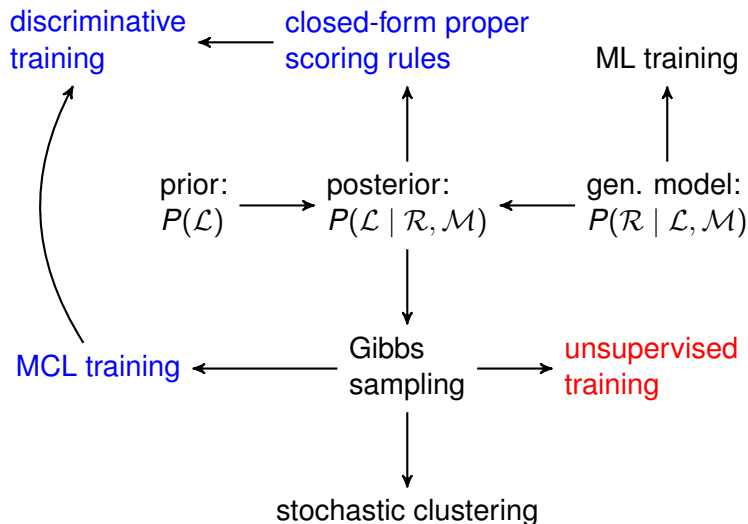 discriminative
training
closed-form proper
scoring rules
ML training
prior:
P(ℒ)
posterior:
P(ℒ | ℛ, ℳ)
gen. model:
P(ℛ | ℒ, ℳ)
MCL training
Gibbs
sampling
unsupervised
training
stochastic clustering